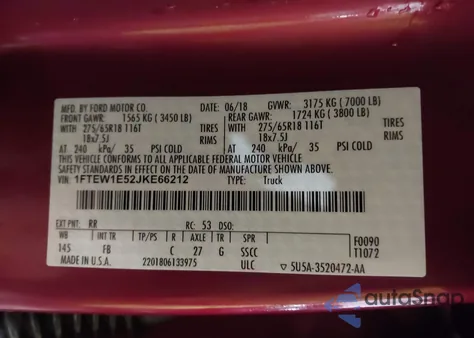 MFD. BY FORD MOTOR CO. DATE: 06/18 GVWR: 3175 KG (7000 LB)
FRONT GAWR: 1565 KG (3450 LB) REAR GAWR: 1724 KG (3800 LB)
WITH 275/65R18 116T TIRES WITH 275/65R18 116T TIRES
18x7.5J RIMS 18x7.5J RIMS
AT 240 kPa/ 35 PSI COLD AT 240 kPa/ 35 PSI COLD
THIS VEHICLE CONFORMS TO ALL APPLICABLE FEDERAL MOTOR VEHICLE
SAFETY STANDARDS IN EFFECT ON THE DATE OF MANUFACTURE SHOWN ABOVE.
VIN: 1FTEW1E52JKE66212 TYPE: Truck
EXT PNT: RR RC: 53 DSO: F0090
WB INT TR TP/PS R AXLE TR SPR T1072
145 FB C 27 G SSCC
MADE IN U.S.A. 2201806133975 ULC ▽ 5U5A-3520472-AA
autoSnap